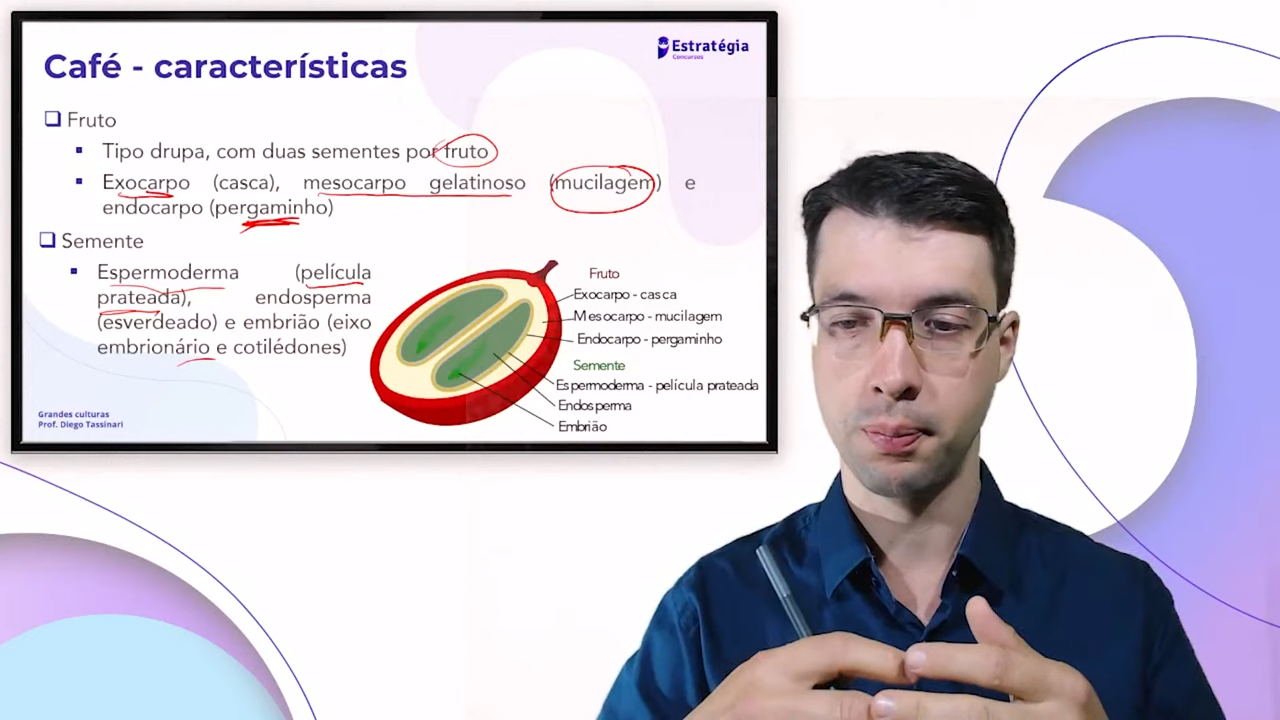 Café - características
Estratégia
Concursos
Fruto
Tipo drupa, com duas sementes por fruto
Exocarpo (casca), mesocarpo gelatinoso (mucilagem) e
endocarpo (pergaminho)
Semente
Espermoderma (película
prateada), endosperma
(esverdeado) e embrião (eixo
embrionário e cotilédones)
Fruto
Exocarpo - casca
Mesocarpo - mucilagem
Endocarpo - pergaminho
Semente
Espermoderma - película prateada
Endosperma
Embrião
Grandes culturas
Prof. Diego Tassinari